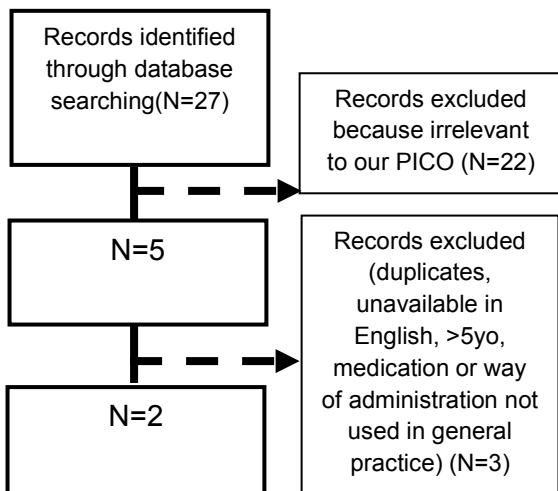 Records identified
through database
searching(N=27)
Records excluded
because irrelevant
to our PICO (N=22)
N=5
Records excluded
(duplicates,
unavailable in
English, >5yo,
medication or way
of administration not
used in general
practice) (N=3)
N=2